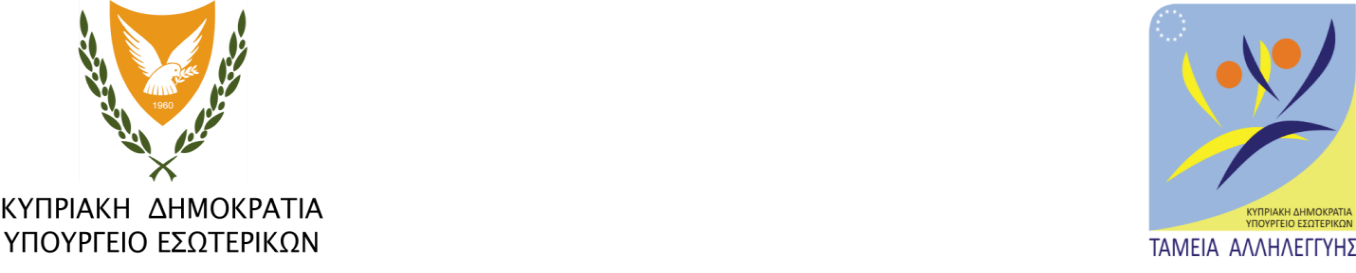 1960
ΚΥΠΡΙΑΚΗ ΔΗΜΟΚΡΑΤΙΑ
ΥΠΟΥΡΓΕΙΟ ΕΣΩΤΕΡΙΚΩΝ
ΚΥΠΡΙΑΚΗ ΔΗΜΟΚΡΑΤΙΑ
ΥΠΟΥΡΓΕΙΟ ΕΣΩΤΕΡΙΚΩΝ
ΤΑΜΕΙΑ ΑΛΛΗΛΕΓΓΥΗΣ